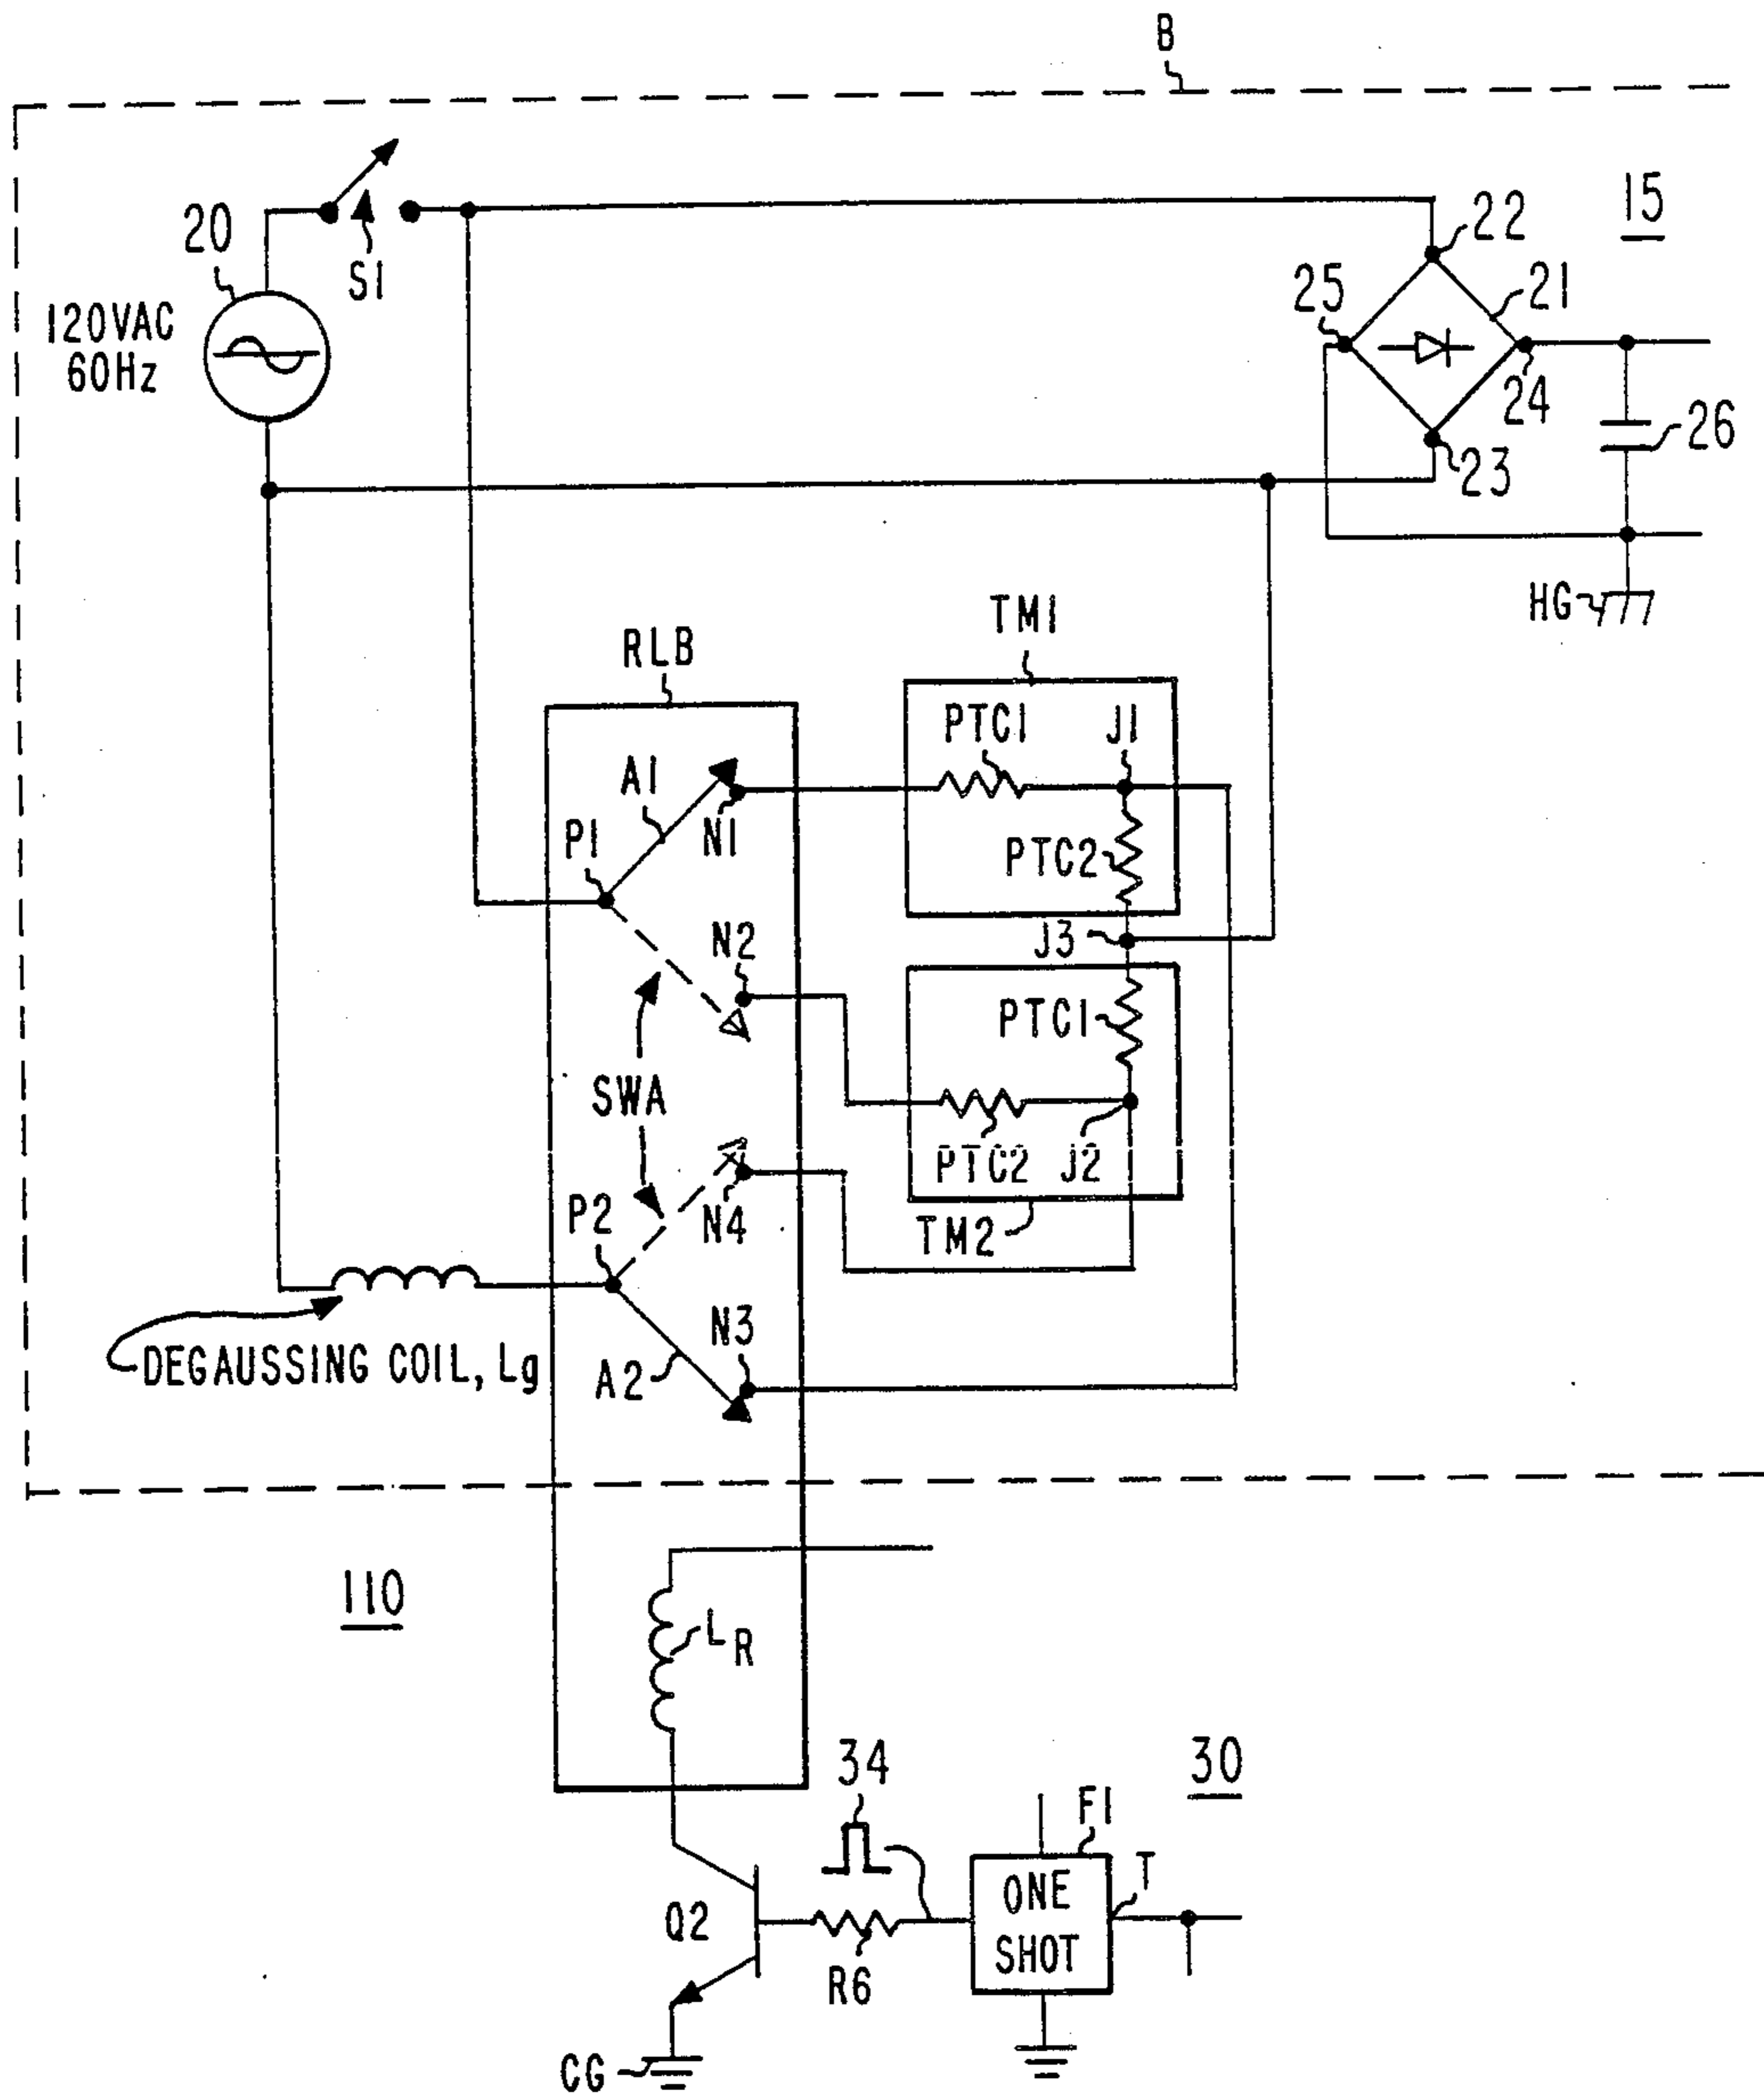 B
20
S1
120VAC
60Hz
15
22
25
21
24
26
23
HG
RLB
TM1
PTC1
J1
A1
N1
P1
PTC2
N2
J3
PTC1
SWA
PTC2
J2
P2
N4
TM2
N3
DEGAUSSING COIL, Lg
A2
110
LR
34
30
F1
ONE
SHOT
T
Q2
R6
CG